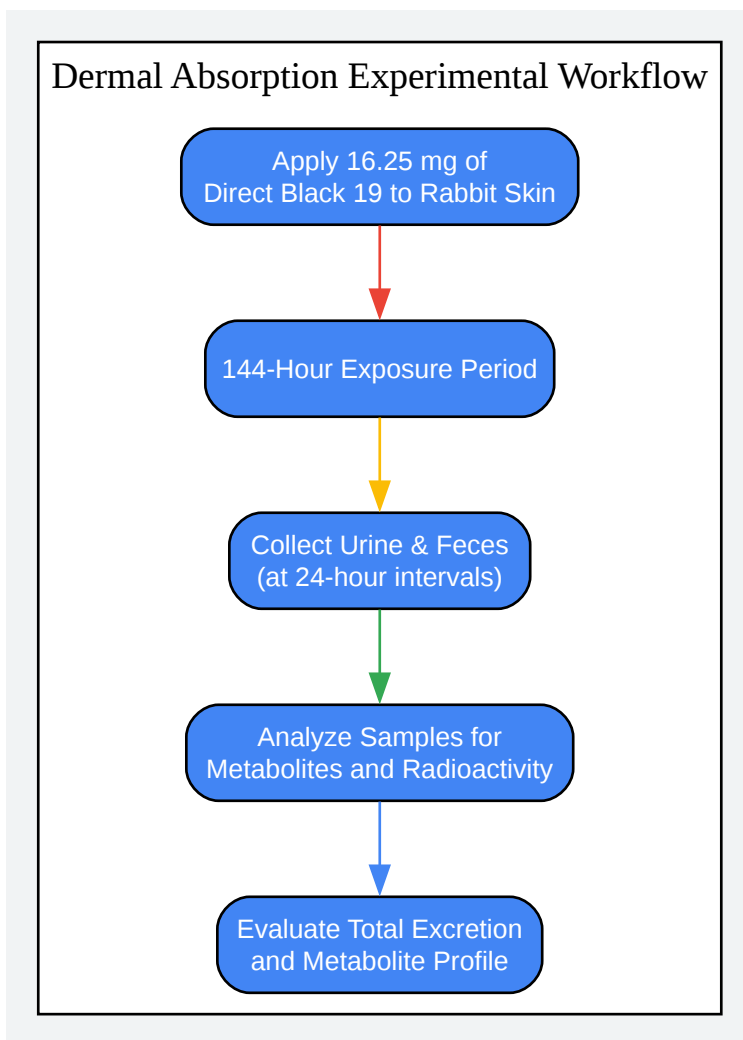 Dermal Absorption Experimental Workflow
Apply 16.25 mg of
Direct Black 19 to Rabbit Skin
144-Hour Exposure Period
Collect Urine & Feces
(at 24-hour intervals)
Analyze Samples for
Metabolites and Radioactivity
Evaluate Total Excretion
and Metabolite Profile